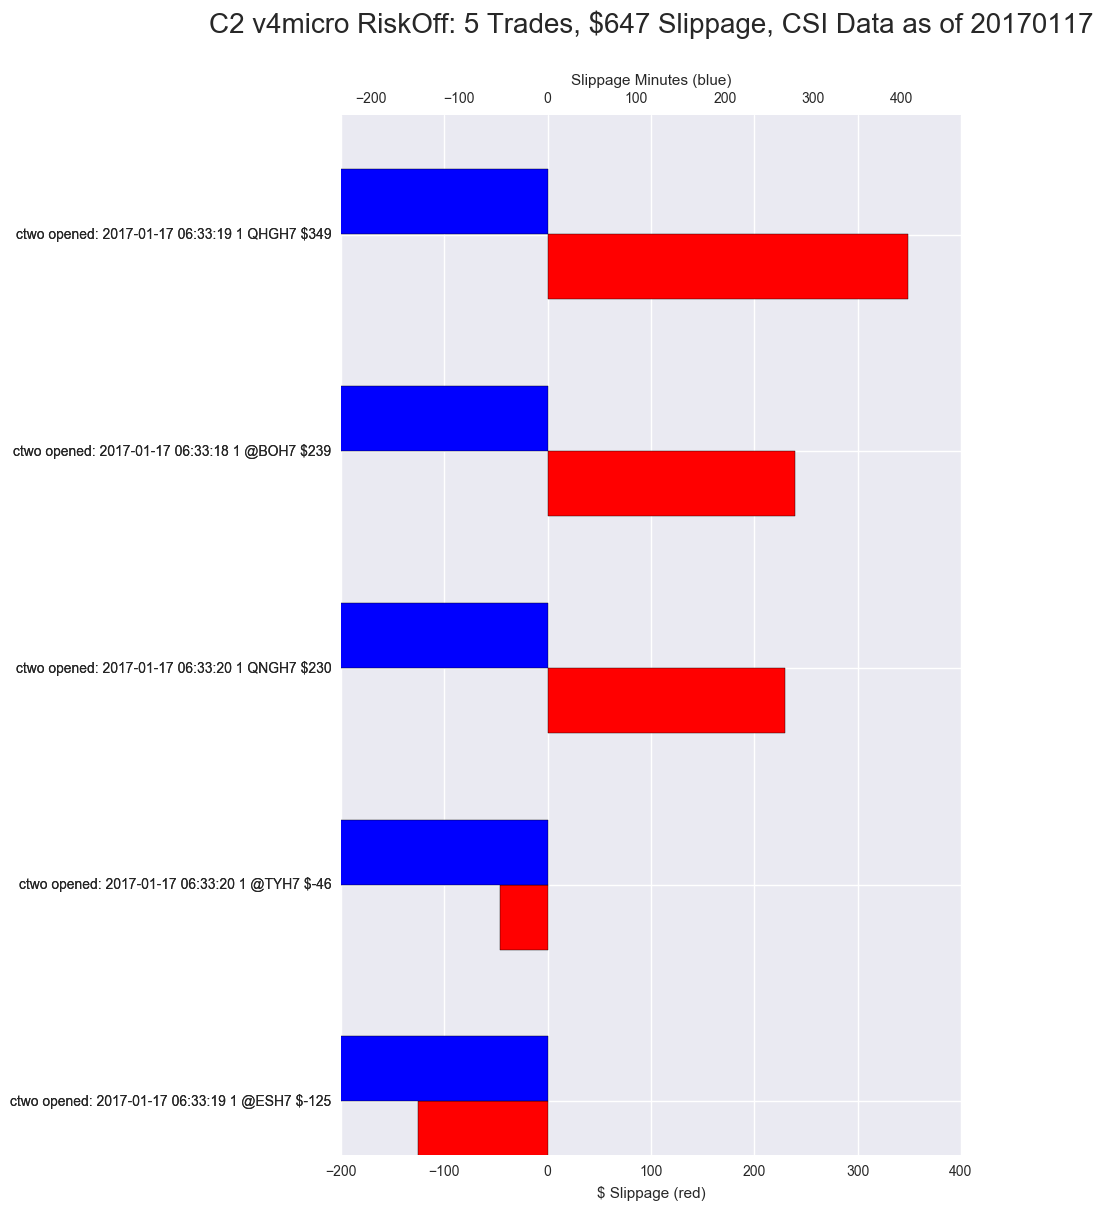 C2 v4micro RiskOff: 5 Trades, $647 Slippage, CSI Data as of 20170117
Slippage Minutes (blue)
−200 −100 0 100 200 300 400
ctwo opened: 2017-01-17 06:33:19 1 QHGH7 $349
ctwo opened: 2017-01-17 06:33:18 1 @BOH7 $239
ctwo opened: 2017-01-17 06:33:20 1 QNGH7 $230
ctwo opened: 2017-01-17 06:33:20 1 @TYH7 $-46
ctwo opened: 2017-01-17 06:33:19 1 @ESH7 $-125
−200 −100 0 100 200 300 400
$ Slippage (red)